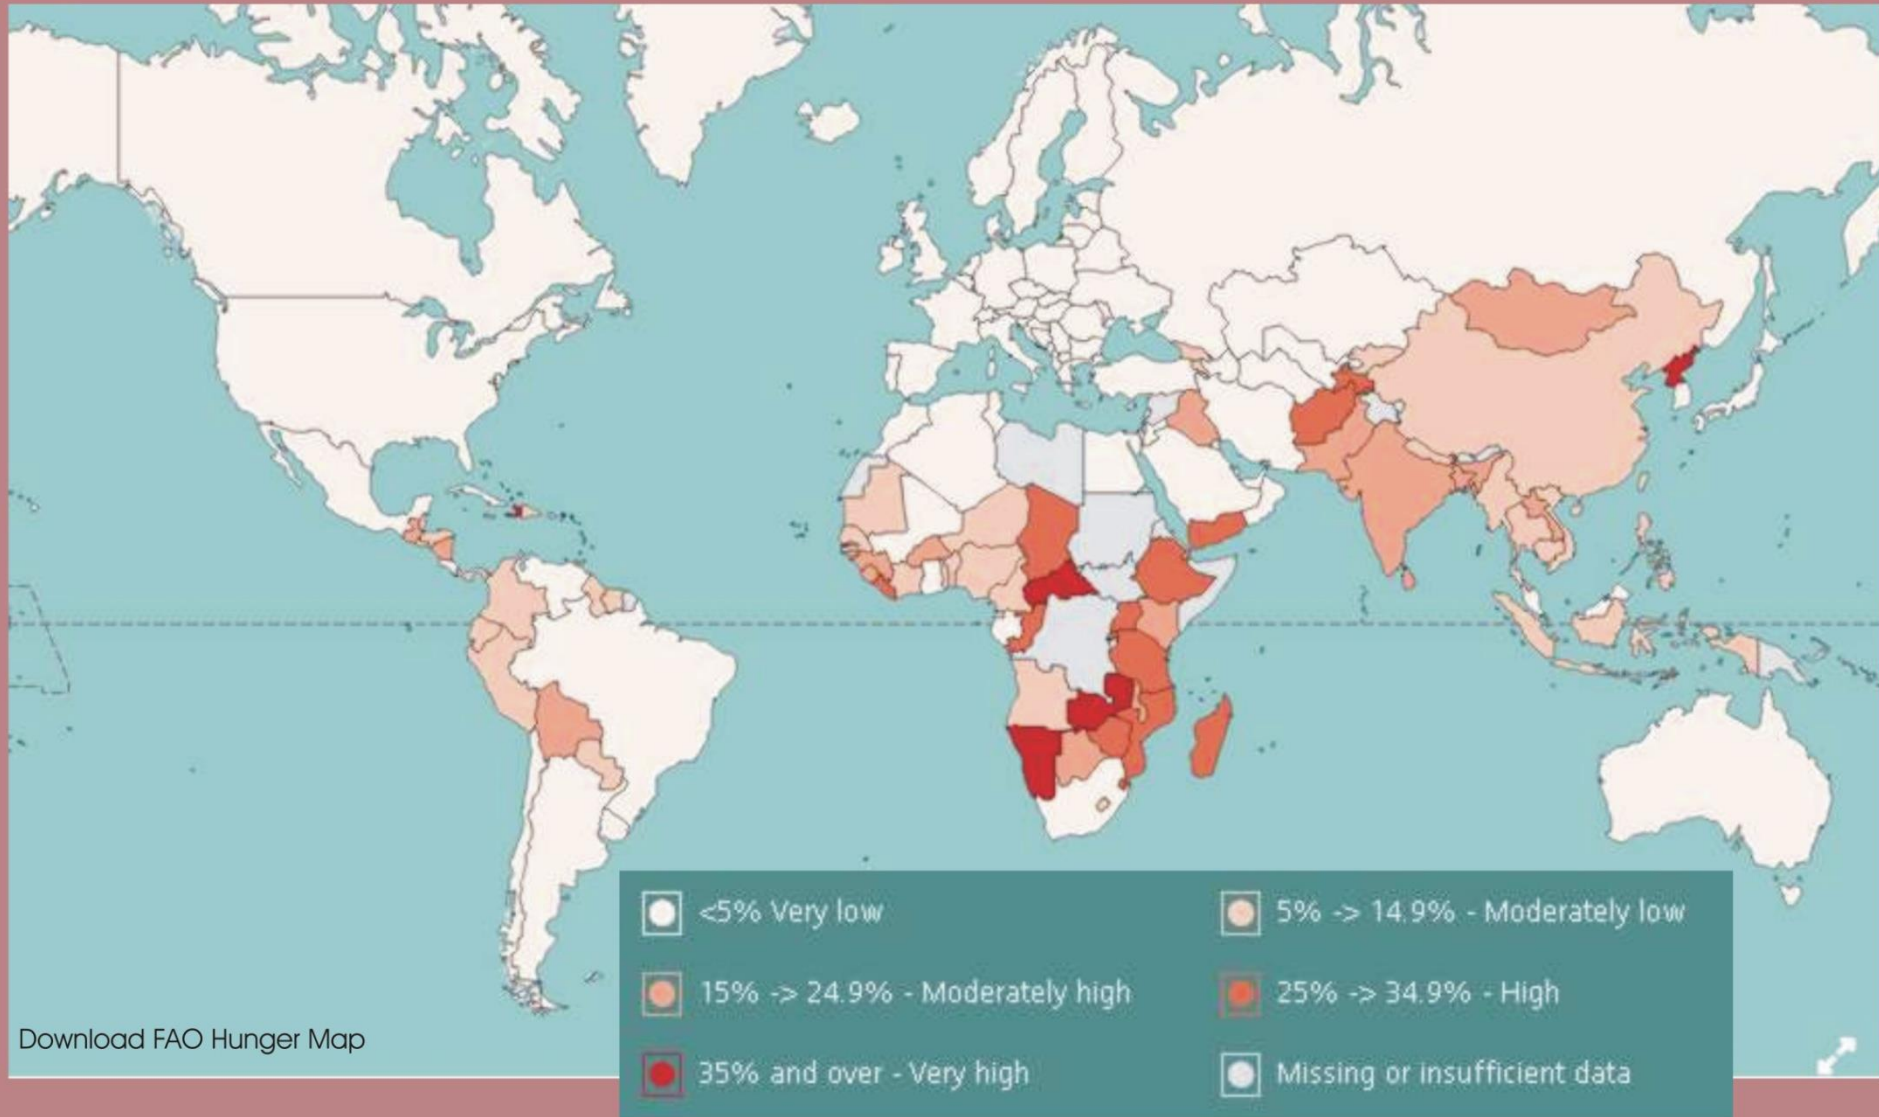 <5% Very low
5% -> 14.9% - Moderately low
15% -> 24.9% - Moderately high
25% -> 34.9% - High
35% and over - Very high
Missing or insufficient data
Download FAO Hunger Map